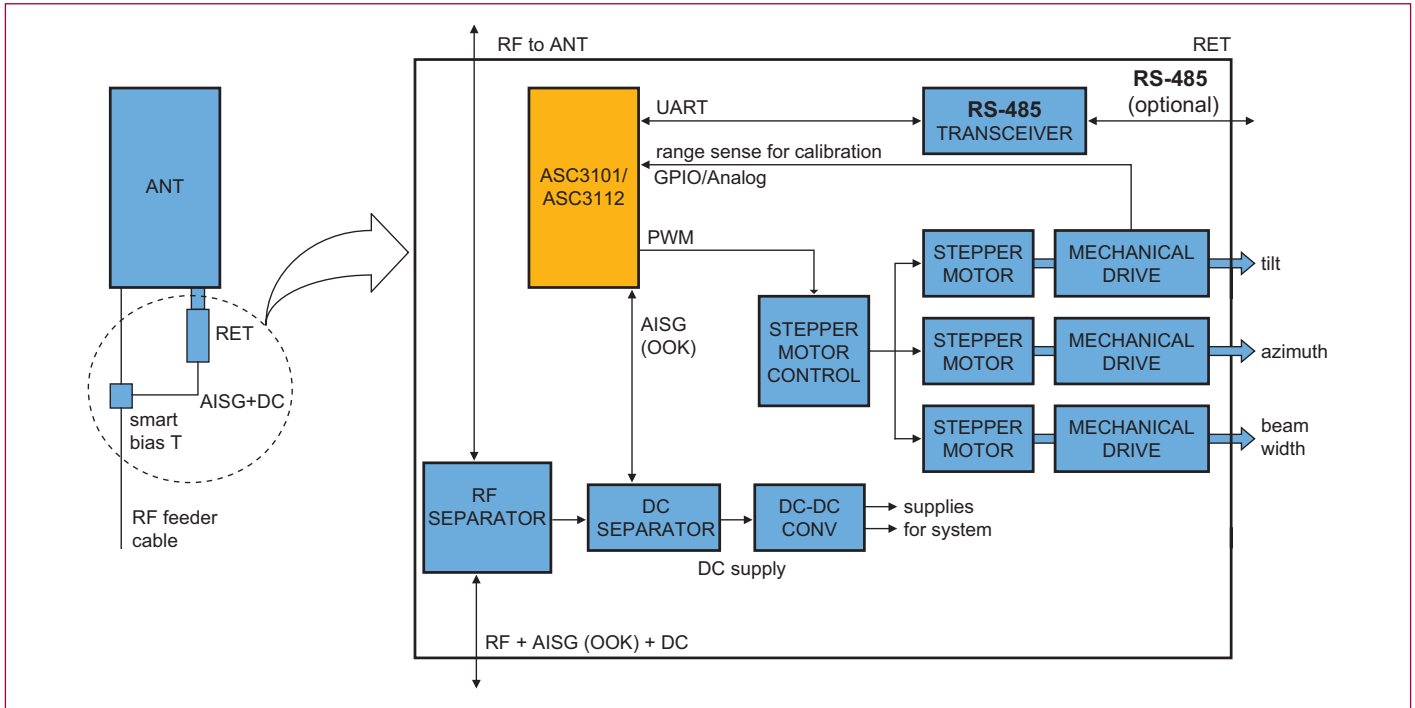 RF to ANT
RET
RS-485
(optional)
UART
RS-485
TRANSCEIVER
range sense for calibration
GPIO/Analog
ASC3101/
ASC3112
ANT
PWM
STEPPER
MOTOR
MECHANICAL
DRIVE
tilt
AISG
(OOK)
STEPPER
MOTOR
CONTROL
STEPPER
MOTOR
MECHANICAL
DRIVE
azimuth
RET
AISG+DC
smart
bias T
STEPPER
MOTOR
MECHANICAL
DRIVE
beam
width
RF
SEPARATOR
DC
SEPARATOR
DC-DC
CONV
supplies
for system
DC supply
RF feeder
cable
RF + AISG (OOK) + DC